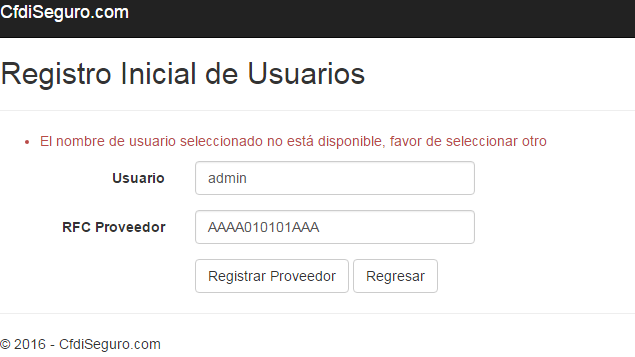 CfdiSeguro.com
Registro Inicial de Usuarios
El nombre de usuario seleccionado no está disponible, favor de seleccionar otro
Usuario admin
RFC Proveedor AAAA010101AAA
Registrar Proveedor Regresar
© 2016 - CfdiSeguro.com